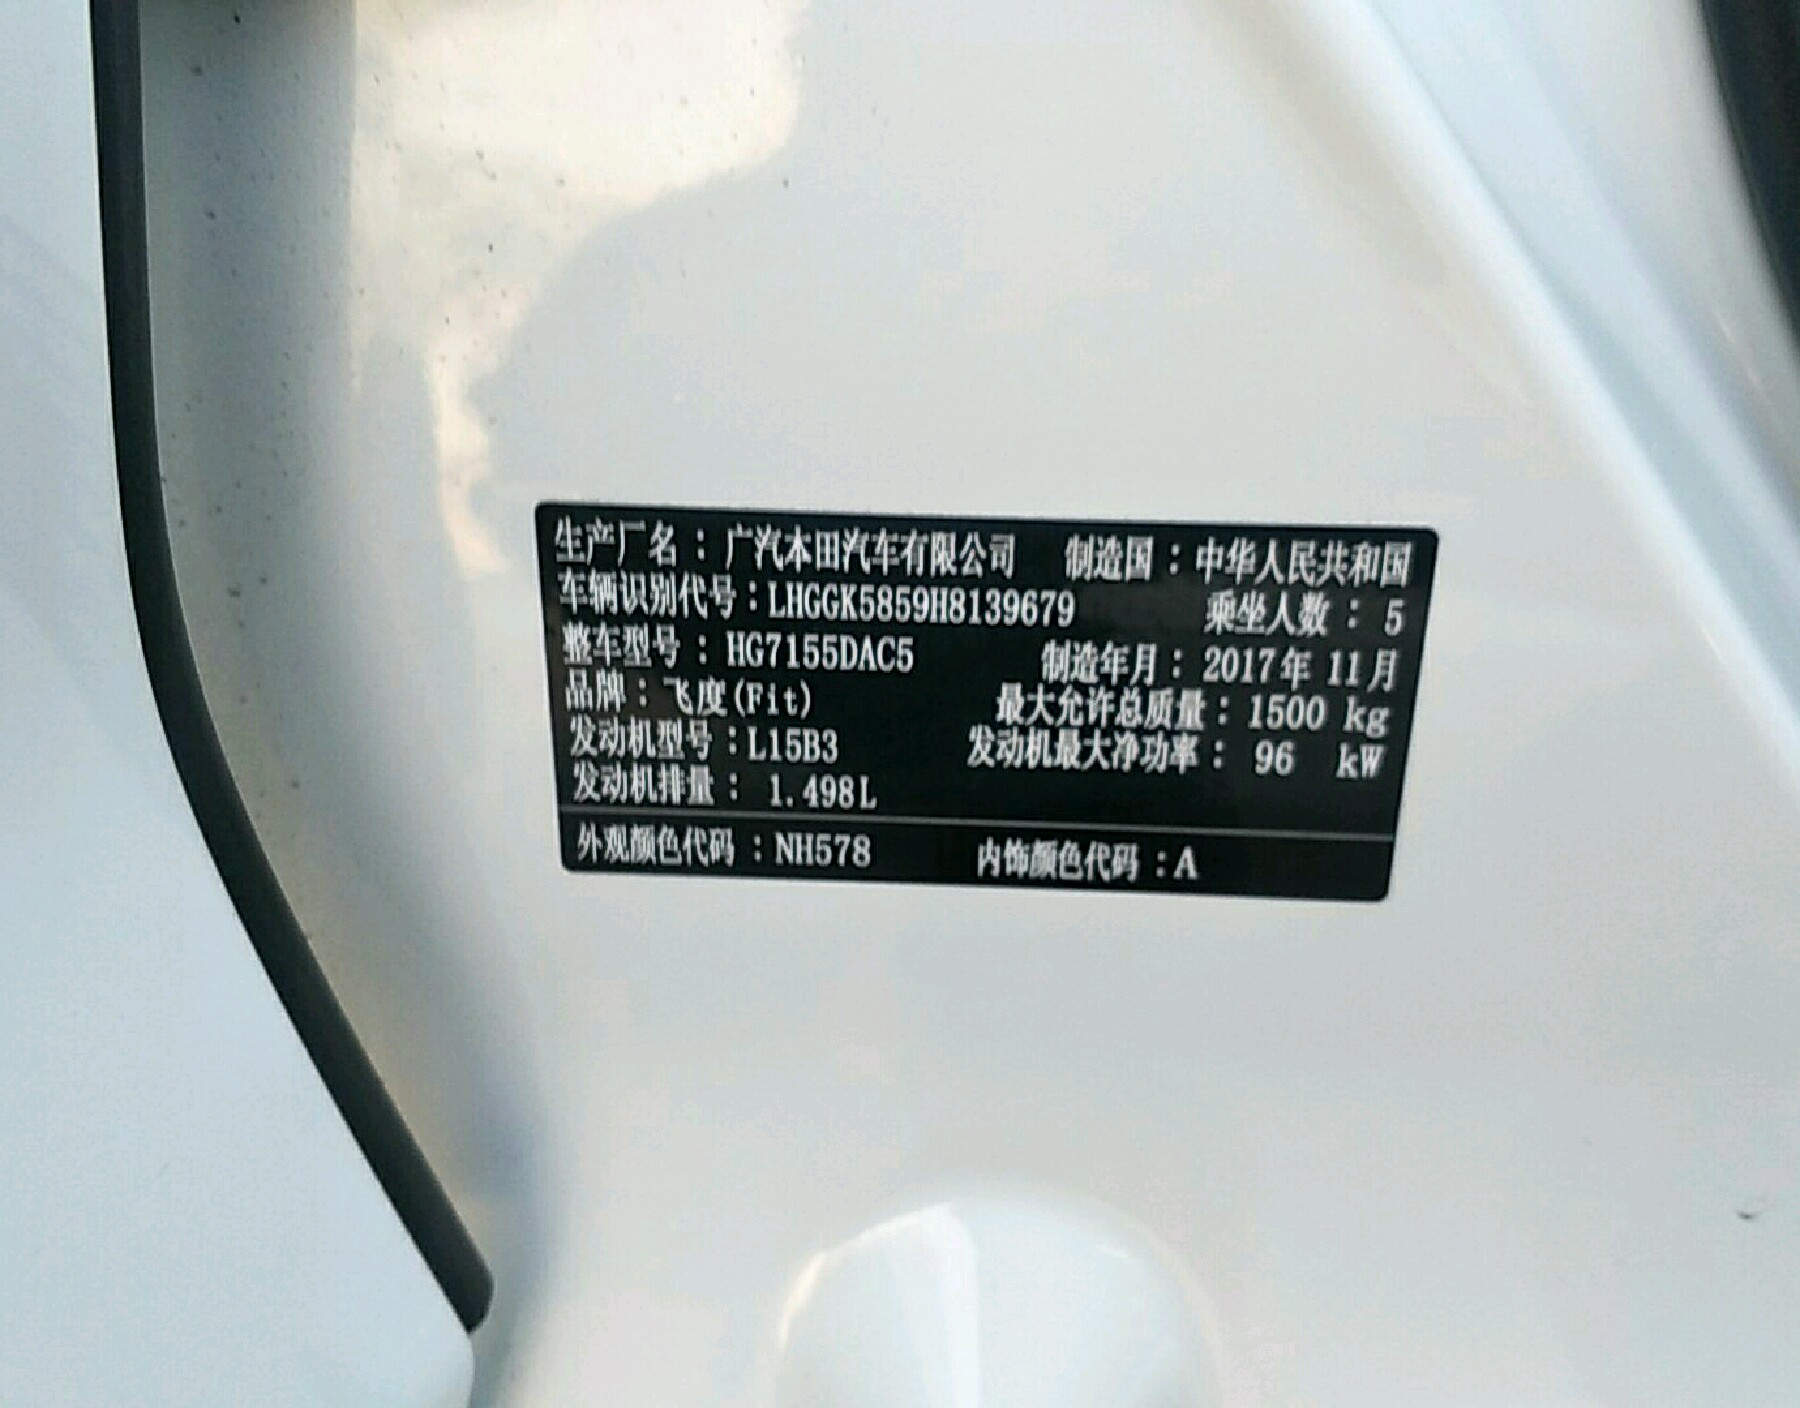 生产厂名：广汽本田汽车有限公司 制造国：中华人民共和国
车辆识别代号：LHGGK5859H8139679 乘坐人数：5
整车型号：HG7155DAC5 制造年月：2017年 11月
品牌：飞度(Fit) 最大允许总质量：1500 kg
发动机型号：L15B3 发动机最大净功率：96 kW
发动机排量：1.498L
外观颜色代码：NH578 内饰颜色代码：A